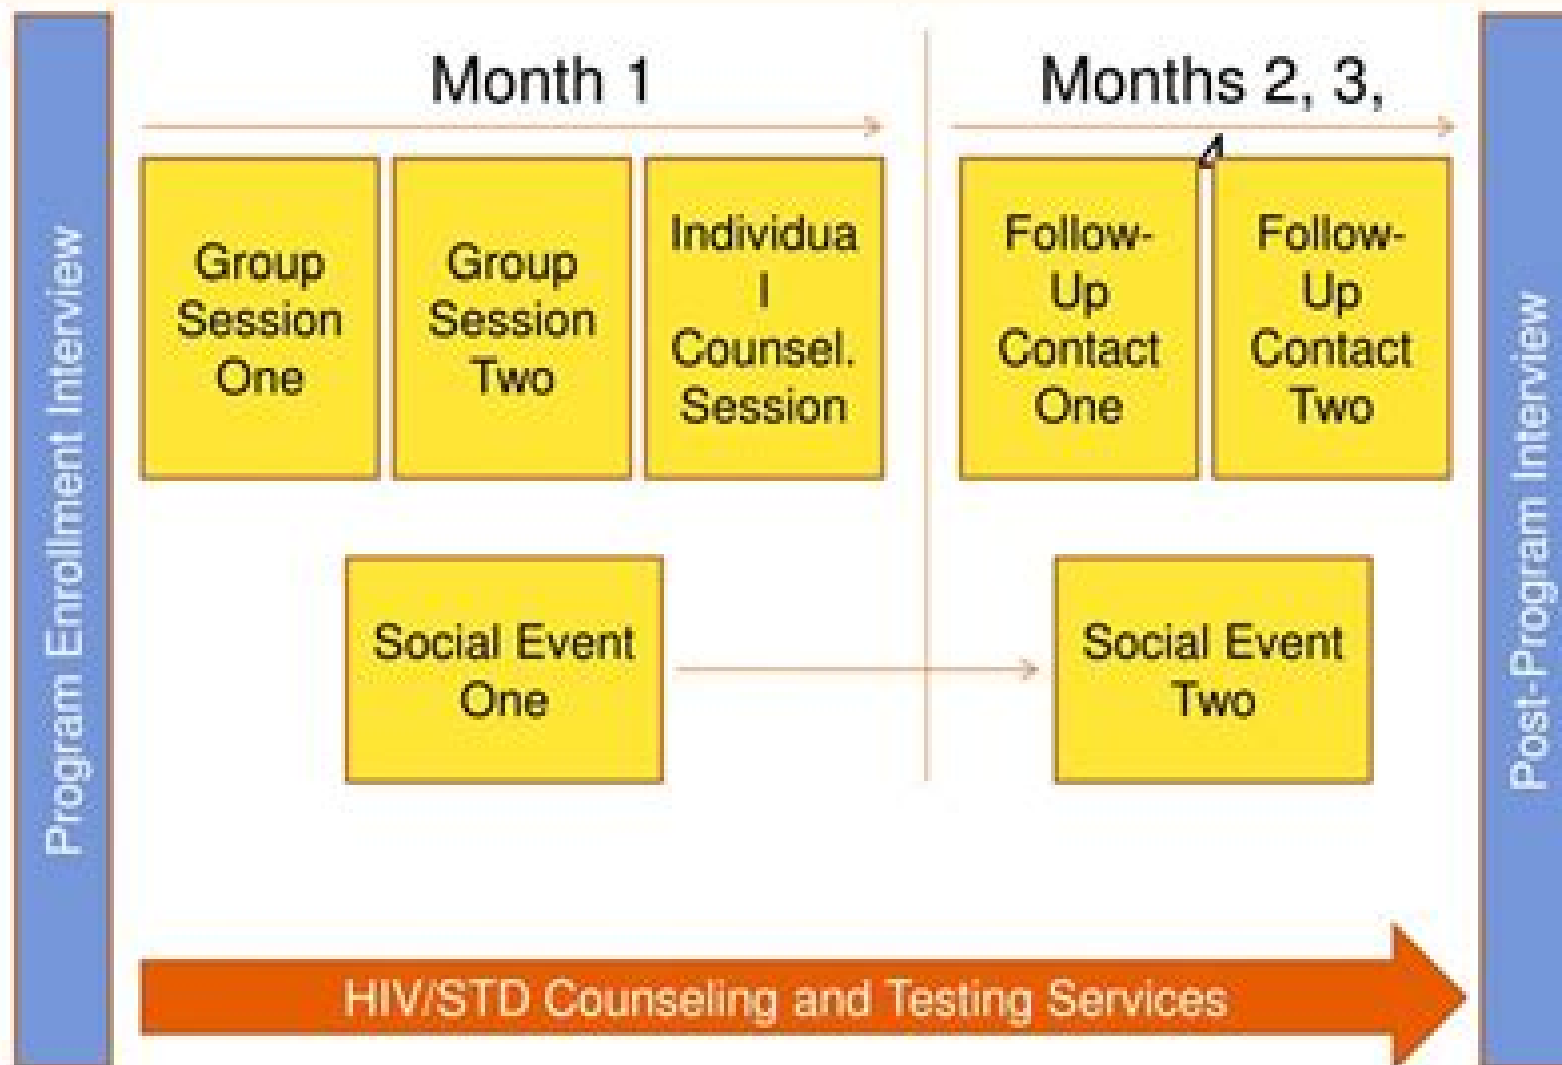 Program Enrollment Interview
Month 1
Months 2, 3,
4
Group
Session
One
Group
Session
Two
Individua
l
Counsel.
Session
Follow-
Up
Contact
One
Follow-
Up
Contact
Two
Social Event
One
Social Event
Two
HIV/STD Counseling and Testing Services
Post-Program Interview